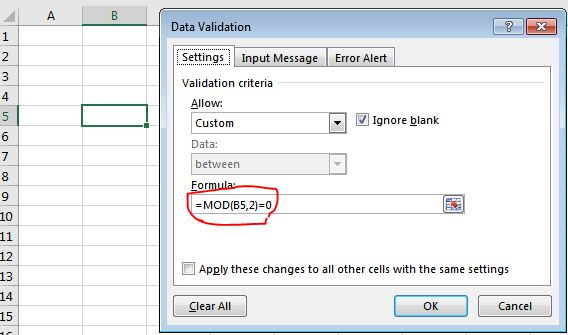 A
B
Data Validation
?
1
2
3
4
5
6
7
8
9
10
11
12
13
14
15
16
Settings
Input Message
Error Alert
Validation criteria
Allow:
Custom
Ignore blank
Data:
between
Formula:
=MOD(B5,2)=0
Apply these changes to all other cells with the same settings
Clear All
OK
Cancel